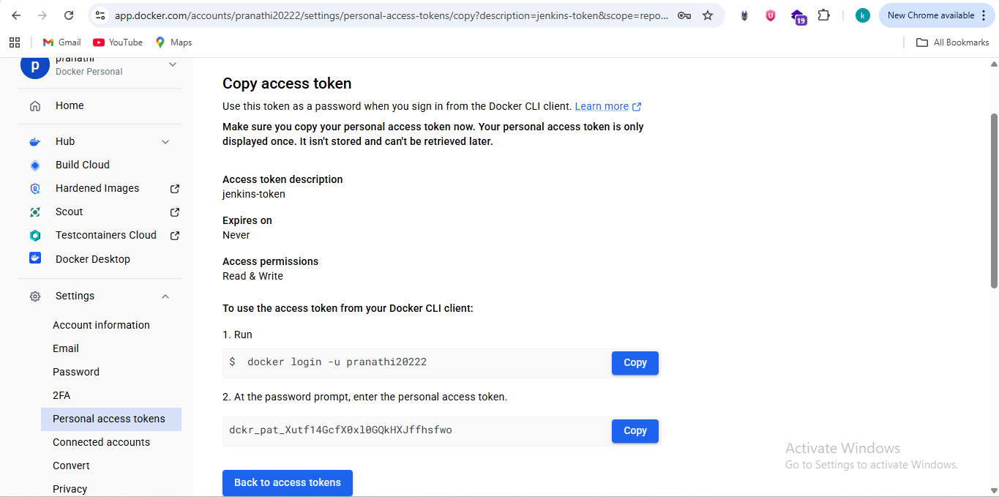 app.docker.com/accounts/pranathi20222/settings/personal-access-tokens/copy?description=jenkins-token&scope=repo...
19
k
New Chrome available
Gmail
YouTube
Maps
All Bookmarks
p
pranathi
Docker Personal
Home
Hub
Build Cloud
Hardened Images
Scout
Testcontainers Cloud
Docker Desktop
Settings
Account information
Email
Password
2FA
Personal access tokens
Connected accounts
Convert
Privacy
Copy access token
Use this token as a password when you sign in from the Docker CLI client. Learn more
Make sure you copy your personal access token now. Your personal access token is only
displayed once. It isn't stored and can't be retrieved later.
Access token description
jenkins-token
Expires on
Never
Access permissions
Read & Write
To use the access token from your Docker CLI client:
1. Run
$ docker login -u pranathi20222
Copy
2. At the password prompt, enter the personal access token.
dckr_pat_Xutf14GcfX0xl0GQkHXJffhsfwo
Copy
Back to access tokens
Activate Windows
Go to Settings to activate Windows.